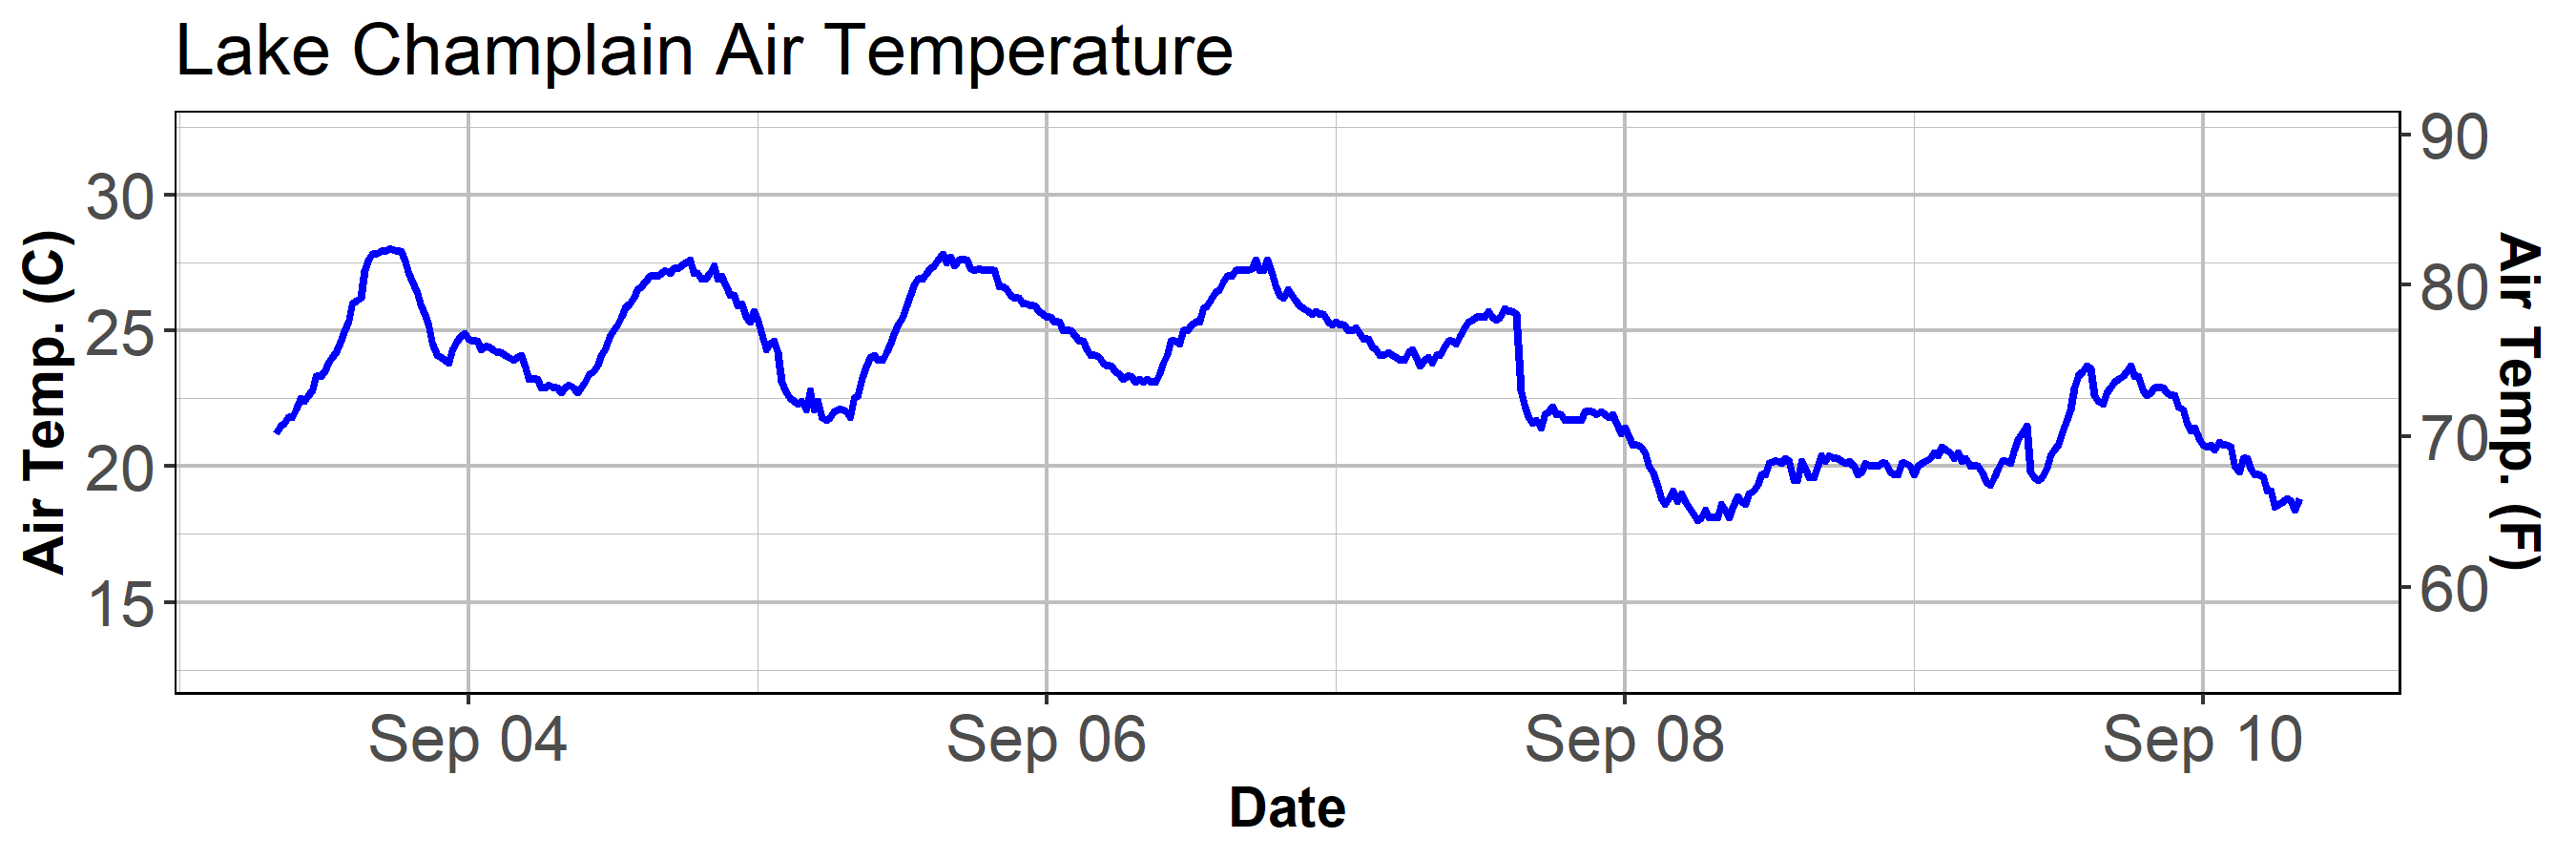 Lake Champlain Air Temperature
Air Temp. (C)
30
25
20
15
90
80
70
60
Air Temp. (F)
Sep 04
Sep 06
Sep 08
Sep 10
Date